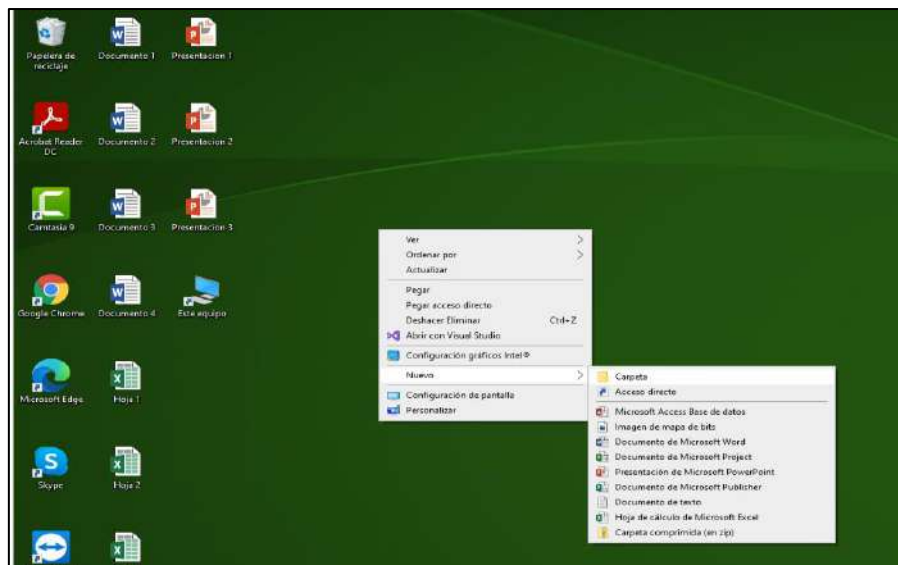 Papelera de
reciclaje
Documento 1
Presentacion 1
Acrobat Reader
DC
Documento 2
Presentacion 2
Camtasia 9
Documento 3
Presentacion 3
Google Chrome
Documento 4
Este equipo
Microsoft Edge
Hoja 1
Skype
Hoja 2
Ver
Ordenar por
Actualizar
Pegar
Pegar acceso directo
Deshacer Eliminar Ctrl+Z
Abrir con Visual Studio
Configuración gráficos Intel®
Nuevo
Configuración de pantalla
Personalizar
Carpeta
Acceso directo
Microsoft Access Base de datos
Imagen de mapa de bits
Documento de Microsoft Word
Documento de Microsoft Project
Presentación de Microsoft PowerPoint
Documento de Microsoft Publisher
Documento de texto
Hoja de cálculo de Microsoft Excel
Carpeta comprimida (en zip)